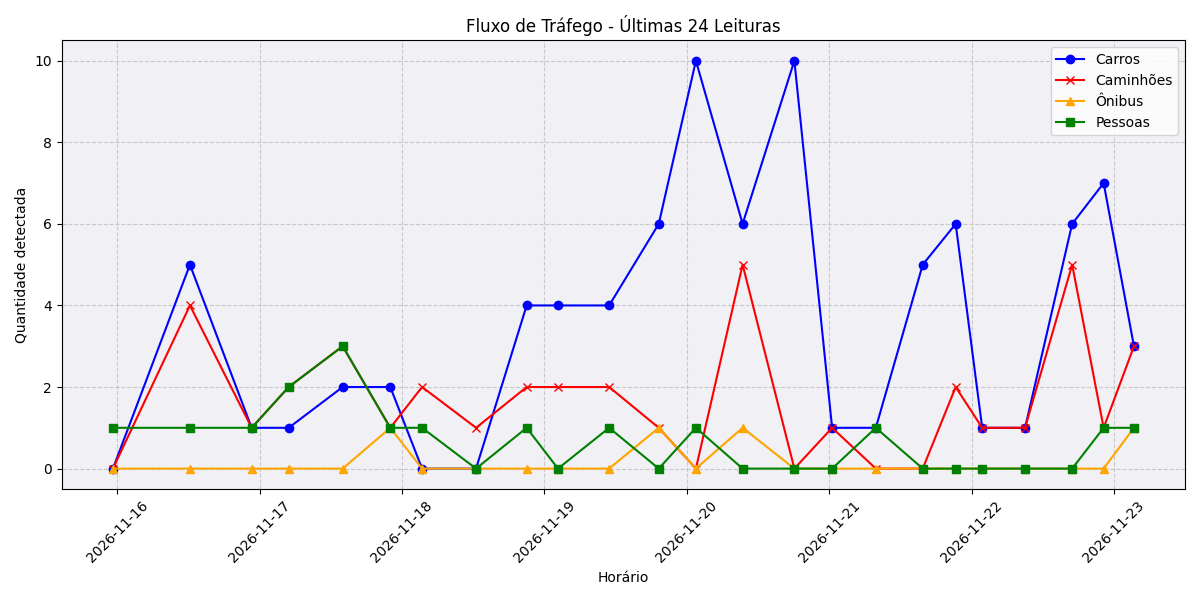 Fluxo de Tráfego - Últimas 24 Leituras
Quantidade detectada
10
8
6
4
2
0
Carros
Caminhões
Ônibus
Pessoas
2026-11-16
2026-11-17
2026-11-18
2026-11-19
2026-11-20
2026-11-21
2026-11-22
2026-11-23
Horário